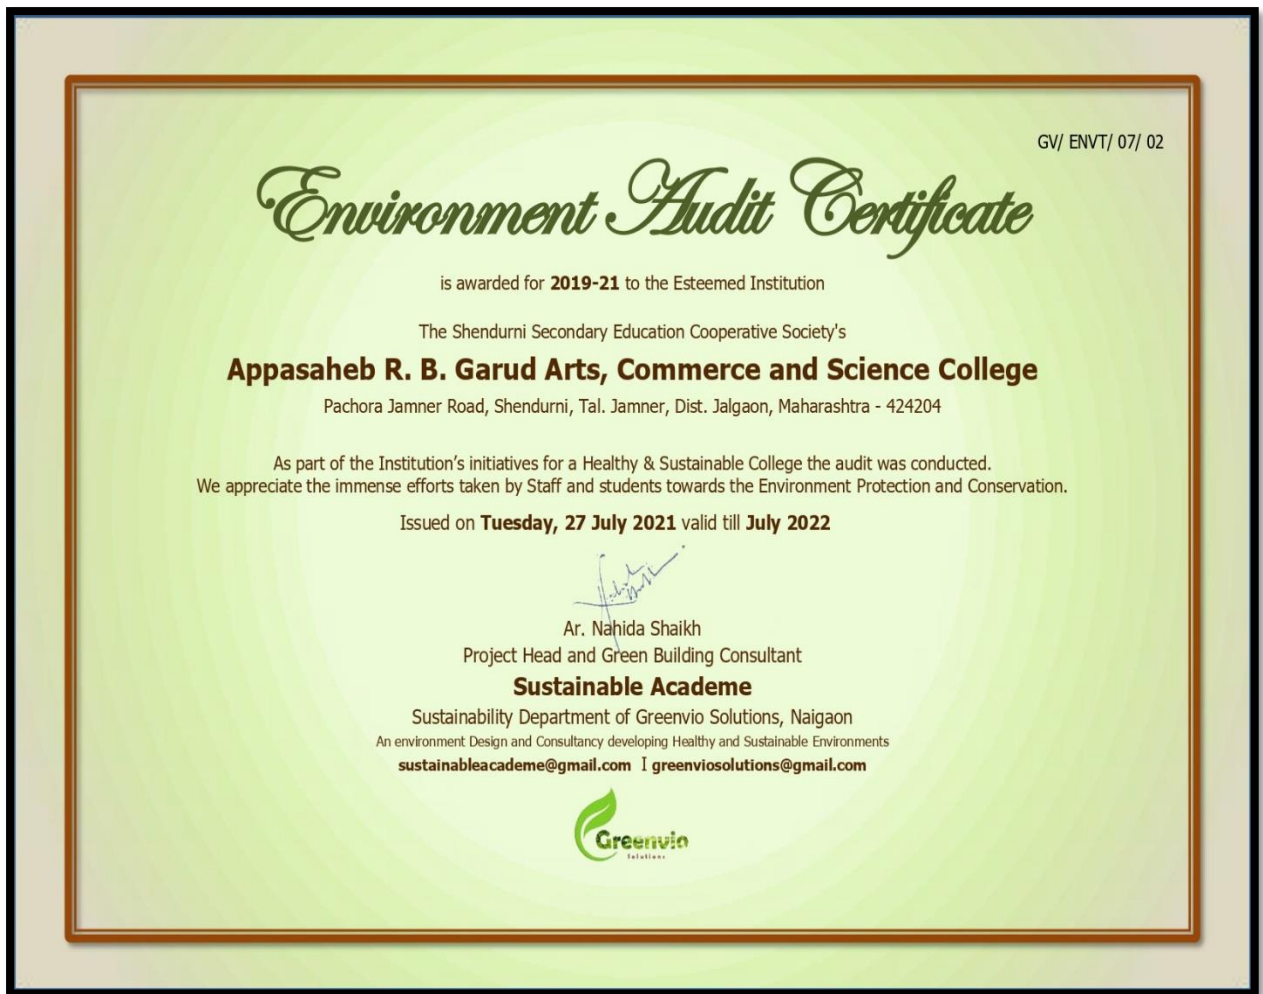 GV/ ENVT/ 07/ 02
Environment Audit Certificate
is awarded for 2019-21 to the Esteemed Institution
The Shendurni Secondary Education Cooperative Society's
Appasaheb R. B. Garud Arts, Commerce and Science College
Pachora Jamner Road, Shendurni, Tal. Jamner, Dist. Jalgaon, Maharashtra - 424204
As part of the Institution’s initiatives for a Healthy & Sustainable College the audit was conducted.
We appreciate the immense efforts taken by Staff and students towards the Environment Protection and Conservation.
Issued on Tuesday, 27 July 2021 valid till July 2022
Ar. Nahida Shaikh
Project Head and Green Building Consultant
Sustainable Academe
Sustainability Department of Greenvio Solutions, Naigaon
An environment Design and Consultancy developing Healthy and Sustainable Environments
sustainableacademe@gmail.com I greenviosolutions@gmail.com
Greenvio
Solutions